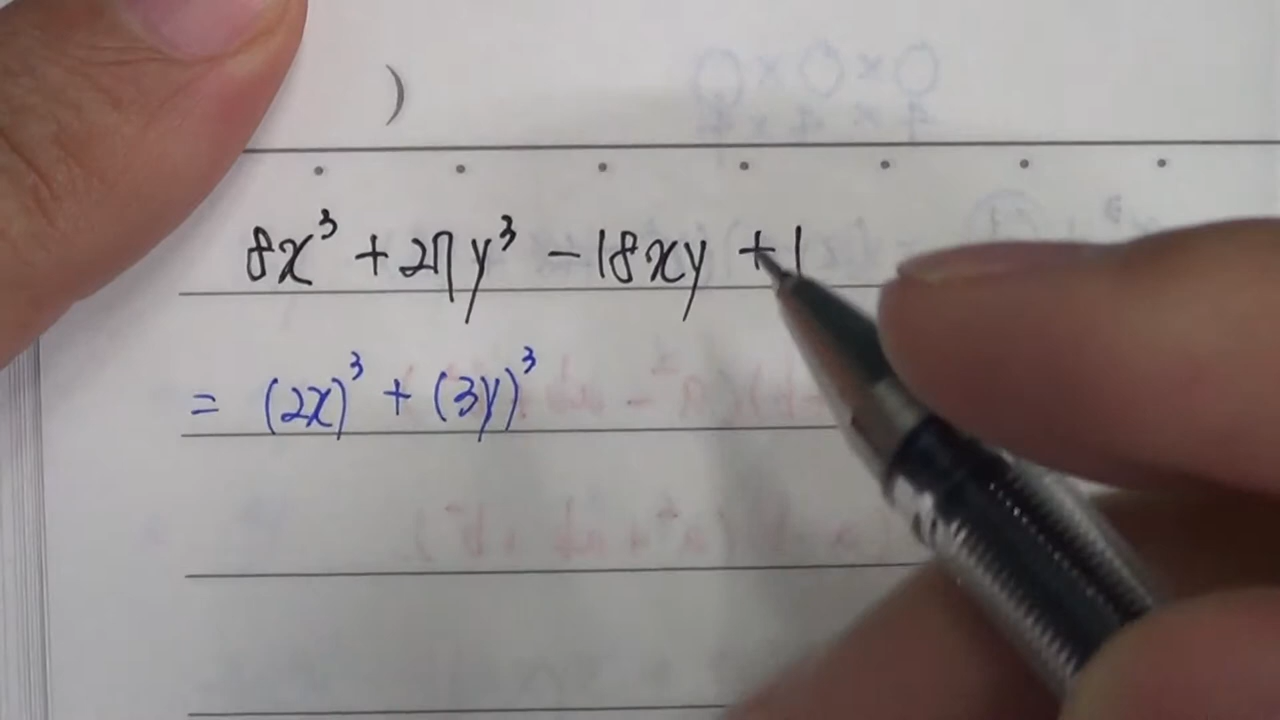 )
8x³ + 27y³ - 18xy + 1
= (2x)³ + (3y)³